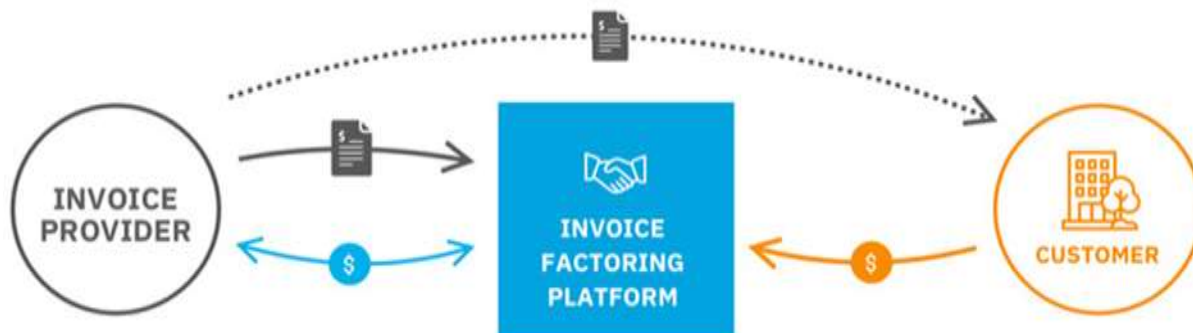 $
$
INVOICE
PROVIDER
$
INVOICE
FACTORING
PLATFORM
$
CUSTOMER